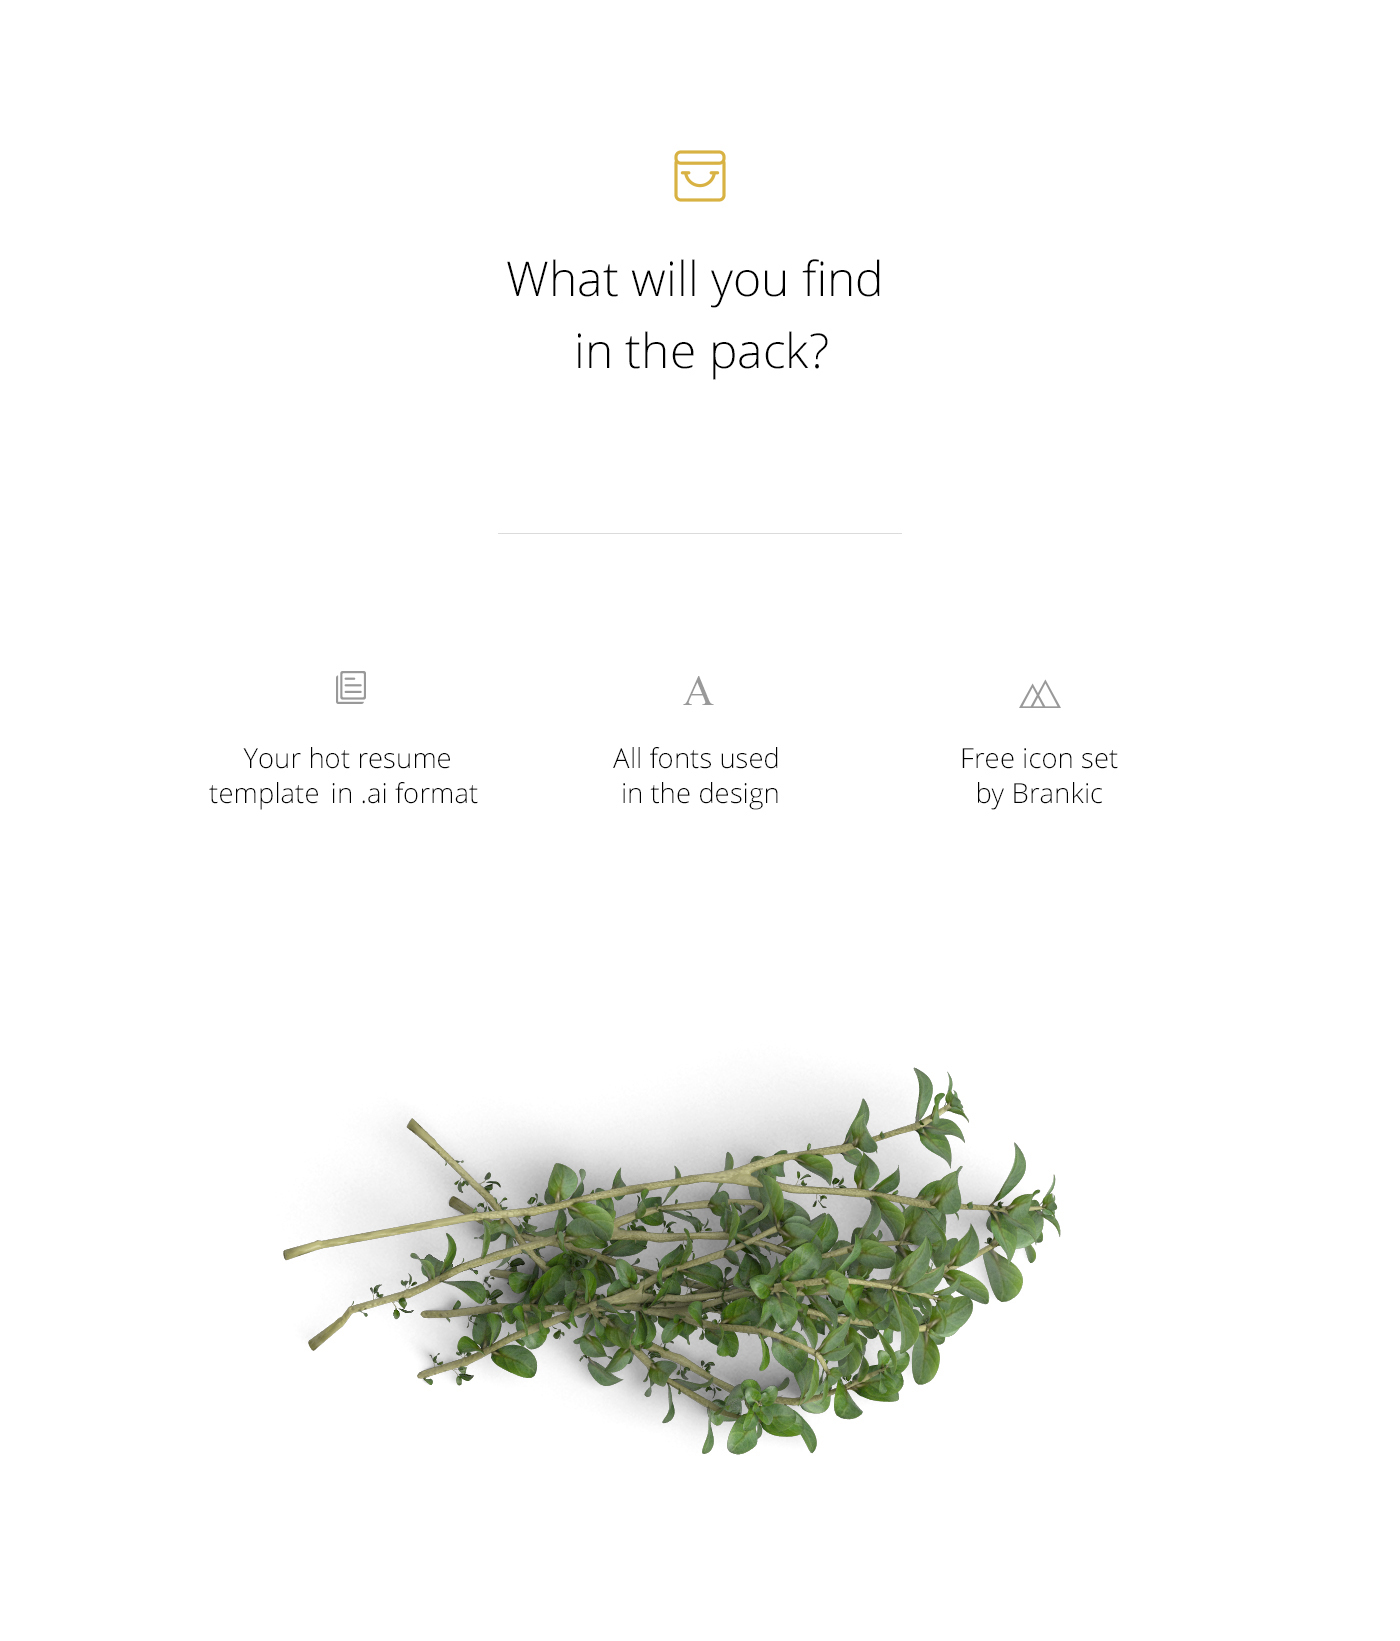 What will you find
in the pack?
Your hot resume
template in .ai format
All fonts used
in the design
Free icon set
by Brankic